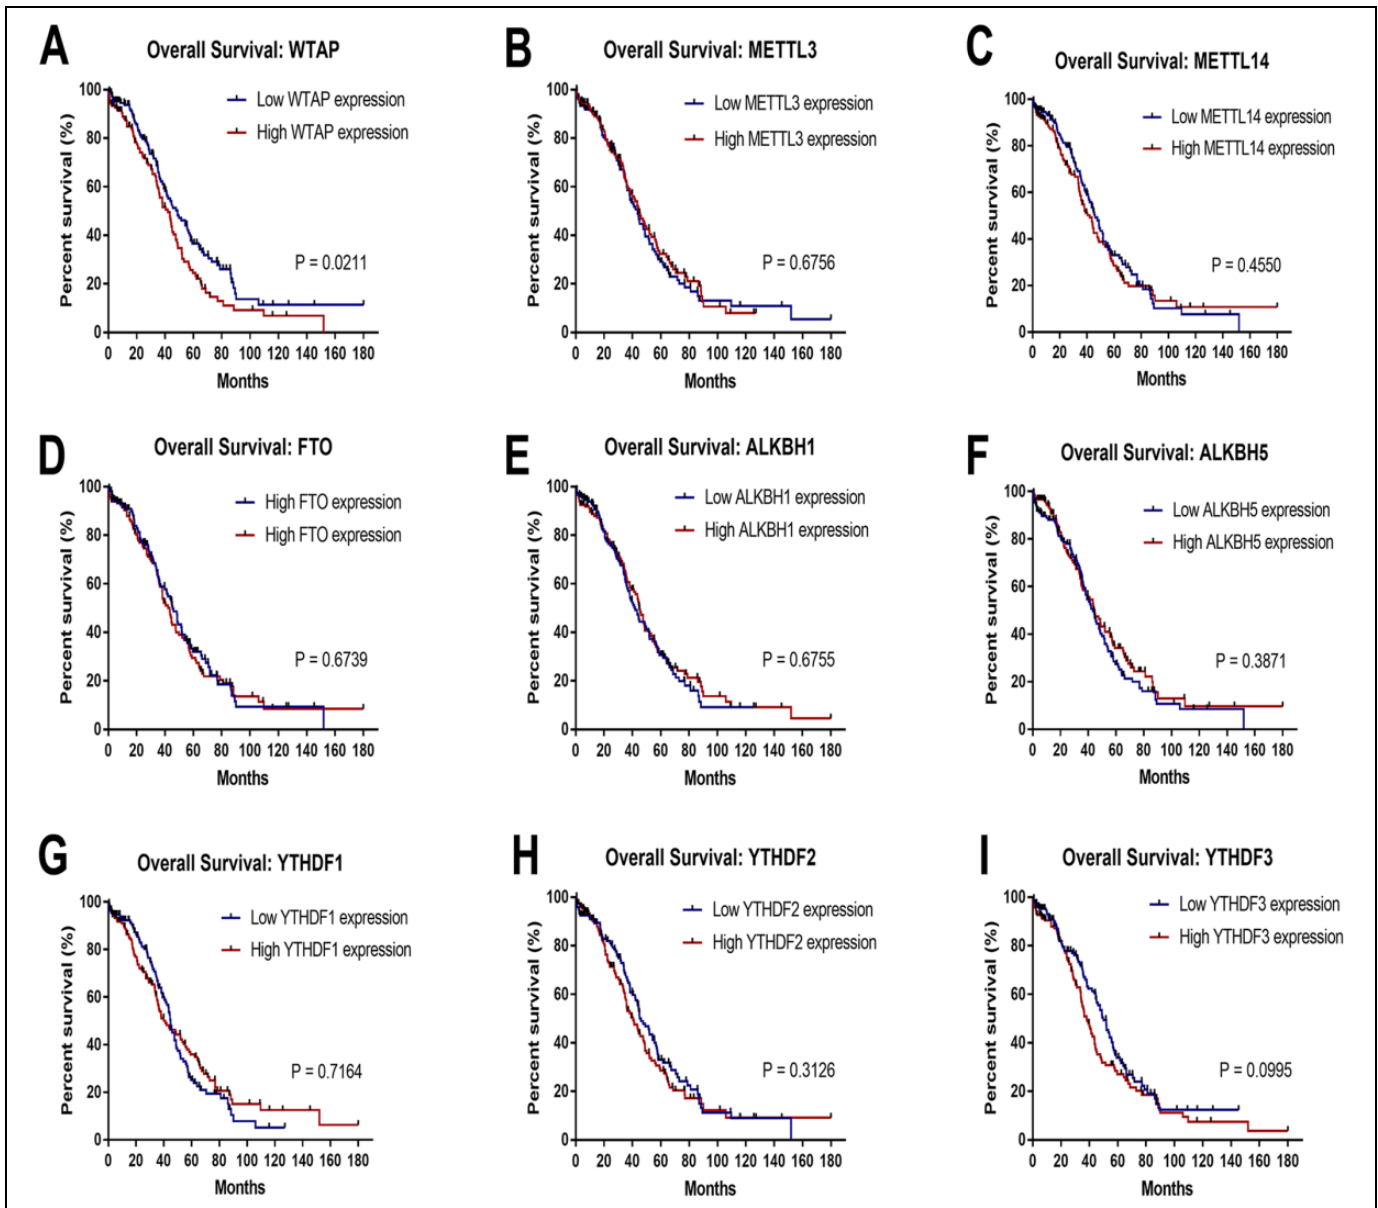 A
Overall Survival: WTAP
Low WTAP expression
High WTAP expression
P = 0.0211
Percent survival (%)
100
80
60
40
20
0
0 20 40 60 80 100 120 140 160 180
Months
B
Overall Survival: METTL3
Low METTL3 expression
High METTL3 expression
P = 0.6756
Percent survival (%)
100
80
60
40
20
0
0 20 40 60 80 100 120 140 160 180
Months
C
Overall Survival: METTL14
Low METTL14 expression
High METTL14 expression
P = 0.4550
Percent survival (%)
100
80
60
40
20
0
0 20 40 60 80 100 120 140 160 180
Months
D
Overall Survival: FTO
High FTO expression
High FTO expression
P = 0.6739
Percent survival (%)
100
80
60
40
20
0
0 20 40 60 80 100 120 140 160 180
Months
E
Overall Survival: ALKBH1
Low ALKBH1 expression
High ALKBH1 expression
P = 0.6755
Percent survival (%)
100
80
60
40
20
0
0 20 40 60 80 100 120 140 160 180
Months
F
Overall Survival: ALKBH5
Low ALKBH5 expression
High ALKBH5 expression
P = 0.3871
Percent survival (%)
100
80
60
40
20
0
0 20 40 60 80 100 120 140 160 180
Months
G
Overall Survival: YTHDF1
Low YTHDF1 expression
High YTHDF1 expression
P = 0.7164
Percent survival (%)
100
80
60
40
20
0
0 20 40 60 80 100 120 140 160 180
Months
H
Overall Survival: YTHDF2
Low YTHDF2 expression
High YTHDF2 expression
P = 0.3126
Percent survival (%)
100
80
60
40
20
0
0 20 40 60 80 100 120 140 160 180
Months
I
Overall Survival: YTHDF3
Low YTHDF3 expression
High YTHDF3 expression
P = 0.0995
Percent survival (%)
100
80
60
40
20
0
0 20 40 60 80 100 120 140 160 180
Months